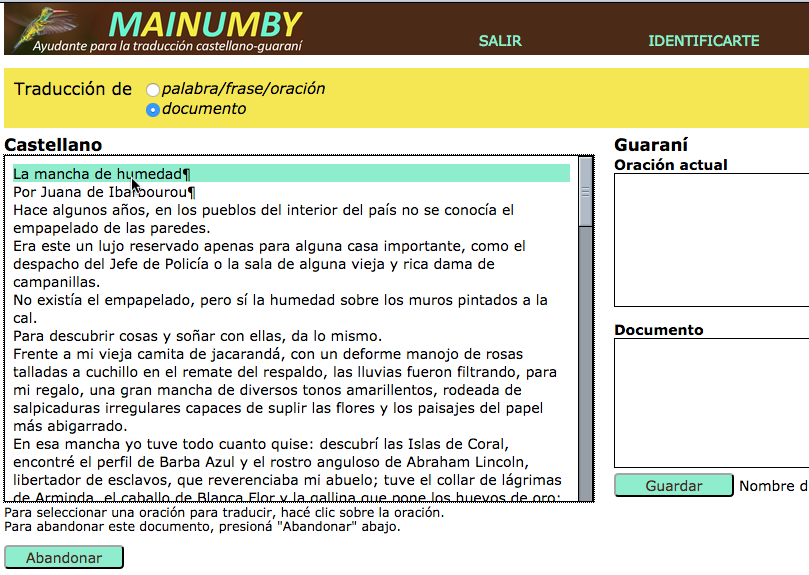 MAINUMBY
Ayudante para la traducción castellano-guaraní
SALIR
IDENTIFICARTE
Traducción de
palabra/frase/oración
documento
Castellano
La mancha de humedad¶
Por Juana de Ibarbourou¶
Hace algunos años, en los pueblos del interior del país no se conocía el
empapelado de las paredes.
Era este un lujo reservado apenas para alguna casa importante, como el
despacho del Jefe de Policía o la sala de alguna vieja y rica dama de
campanillas.
No existía el empapelado, pero sí la humedad sobre los muros pintados a la
cal.
Para descubrir cosas y soñar con ellas, da lo mismo.
Frente a mi vieja camita de jacarandá, con un deforme manojo de rosas
talladas a cuchillo en el remate del respaldo, las lluvias fueron filtrando, para
mi regalo, una gran mancha de diversos tonos amarillentos, rodeada de
salpicaduras irregulares capaces de suplir las flores y los paisajes del papel
más abigarrado.
En esa mancha yo tuve todo cuanto quise: descubrí las Islas de Coral,
encontré el perfil de Barba Azul y el rostro anguloso de Abraham Lincoln,
libertador de esclavos, que reverenciaba mi abuelo; tuve el collar de lágrimas
de Arminda, el caballo de Blanca Flor y la gallina que pone los huevos de oro;
Para seleccionar una oración para traducir, hacé clic sobre la oración.
Para abandonar este documento, presioná "Abandonar" abajo.
Abandonar
Guaraní
Oración actual
Documento
Guardar
Nombre d